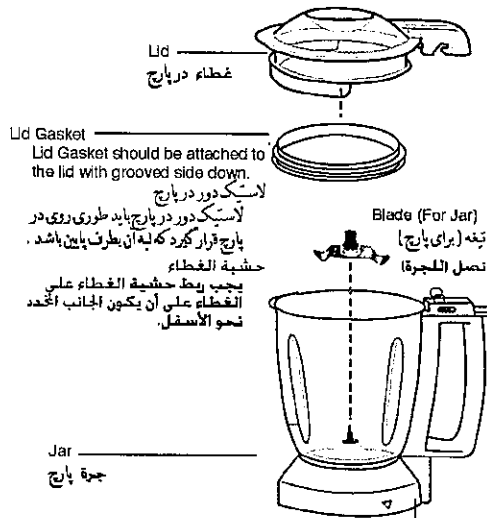 Lid
غطاء درپارچ
Lid Gasket
Lid Gasket should be attached to
the lid with grooved side down.
لاستیک دور درپارچ
لاستیک دور درپارچ باید طوری روی در
پارچ قرار گیرد که لبه آن بطرف پایین باشد .
حشية الغطاء
يجب ربط حشية الغطاء على
الغطاء على أن يكون الجانب المخدد
نحو الأسفل.
Blade (For Jar)
تیغه (برای پارچ)
نصل (للجرة)
Jar
جرة پارچ